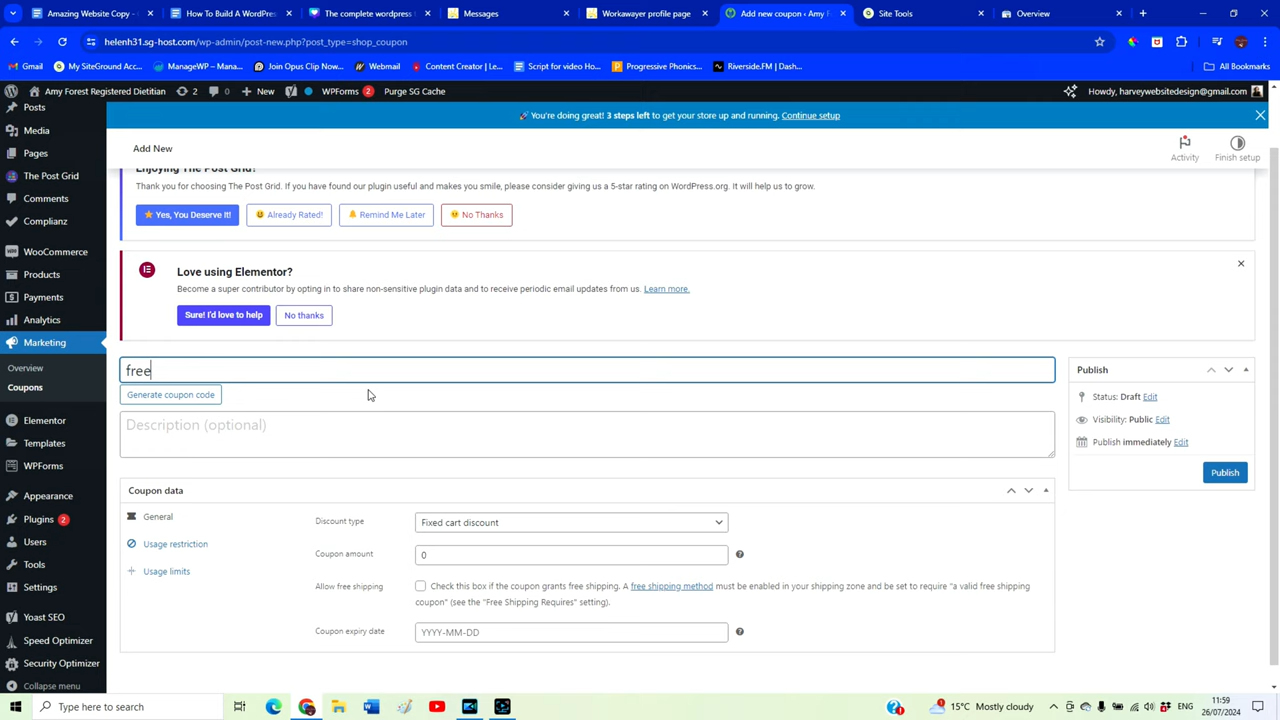 Amazing Website Copy -
How To Build A WordPres
The complete wordpress
Messages
Workawayer profile page
Add new coupon ‹ Amy F
Site Tools
Overview
helenh31.sg-host.com/wp-admin/post-new.php?post_type=shop_coupon
Gmail
My SiteGround Acc...
ManageWP – Mana...
Join Opus Clip Now...
Webmail
Content Creator | Le...
Script for video Ho...
Progressive Phonics...
Riverside.FM | Dash...
All Bookmarks
Amy Forest Registered Dietitian
2
0
New
WPForms 2
Purge SG Cache
Howdy, harveywebsitedesign@gmail.com
🚀 You're doing great! 3 steps left to get your store up and running. Continue setup
Add New
Activity
Finish setup
Posts
Media
Pages
The Post Grid
Comments
Complianz
WooCommerce
Products
Payments
Analytics
Marketing
Overview
Coupons
Elementor
Templates
WPForms
Appearance
Plugins 2
Users
Tools
Settings
Yoast SEO
Speed Optimizer
Security Optimizer
Collapse menu
Enjoying The Post Grid?
Thank you for choosing The Post Grid. If you have found our plugin useful and makes you smile, please consider giving us a 5-star rating on WordPress.org. It will help us to grow.
Yes, You Deserve It!
Already Rated!
Remind Me Later
No Thanks
Love using Elementor?
Become a super contributor by opting in to share non-sensitive plugin data and to receive periodic email updates from us. Learn more.
Sure! I'd love to help
No thanks
free
Generate coupon code
Description (optional)
Publish
Status: Draft Edit
Visibility: Public Edit
Publish immediately Edit
Publish
Coupon data
General
Usage restriction
Usage limits
Discount type
Fixed cart discount
Coupon amount
0
Allow free shipping
Check this box if the coupon grants free shipping. A free shipping method must be enabled in your shipping zone and be set to require "a valid free shipping
coupon" (see the "Free Shipping Requires" setting).
Coupon expiry date
YYYY-MM-DD
Type here to search
15°C Mostly cloudy
ENG
11:59
26/07/2024